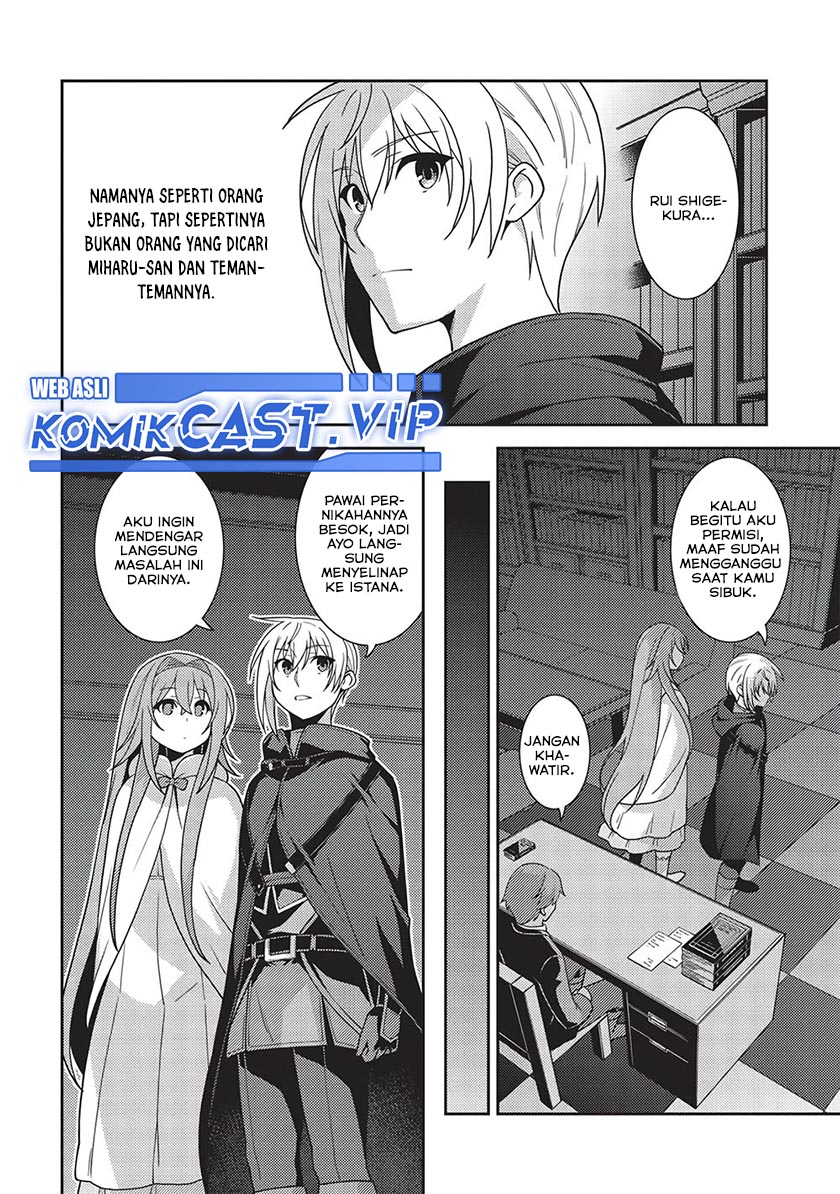 RUI SHIGE-
KURA...
NAMANYA SEPERTI ORANG
JEPANG, TAPI SEPERTINYA
BUKAN ORANG YANG DICARI
MIHARU-SAN DAN TEMAN-
TEMANNYA.
WEB ASLI
KOMIKCAST.VIP
KALAU
BEGITU AKU
PERMISI,
MAAF SUDAH
MENGGANGGU
SAAT KAMU
SIBUK.
JANGAN
KHA-
WATIR.
PAWAI PER-
NIKAHANNYA
BESOK, JADI
AYO LANG-
SUNG
MENYELINAP
KE ISTANA.
AKU INGIN
MENDENGAR
LANGSUNG
MASALAH INI
DARINYA.